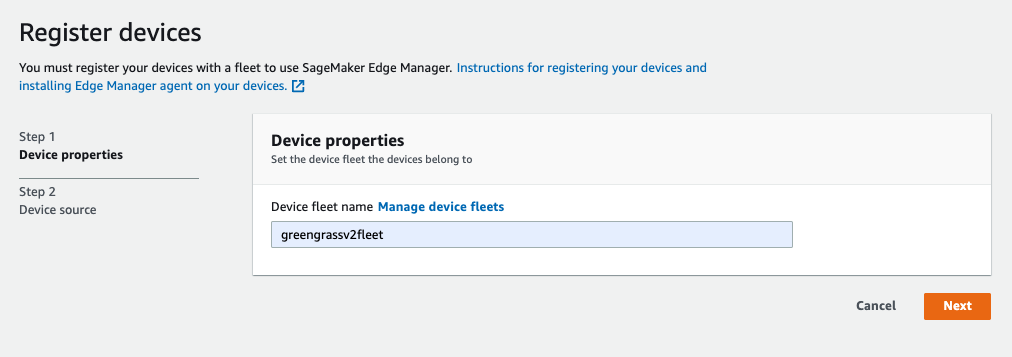 Register devices
You must register your devices with a fleet to use SageMaker Edge Manager. Instructions for registering your devices and
installing Edge Manager agent on your devices.
Step 1
Device properties
Step 2
Device source
Device properties
Set the device fleet the devices belong to
Device fleet name Manage device fleets
greengrassv2fleet
Cancel Next